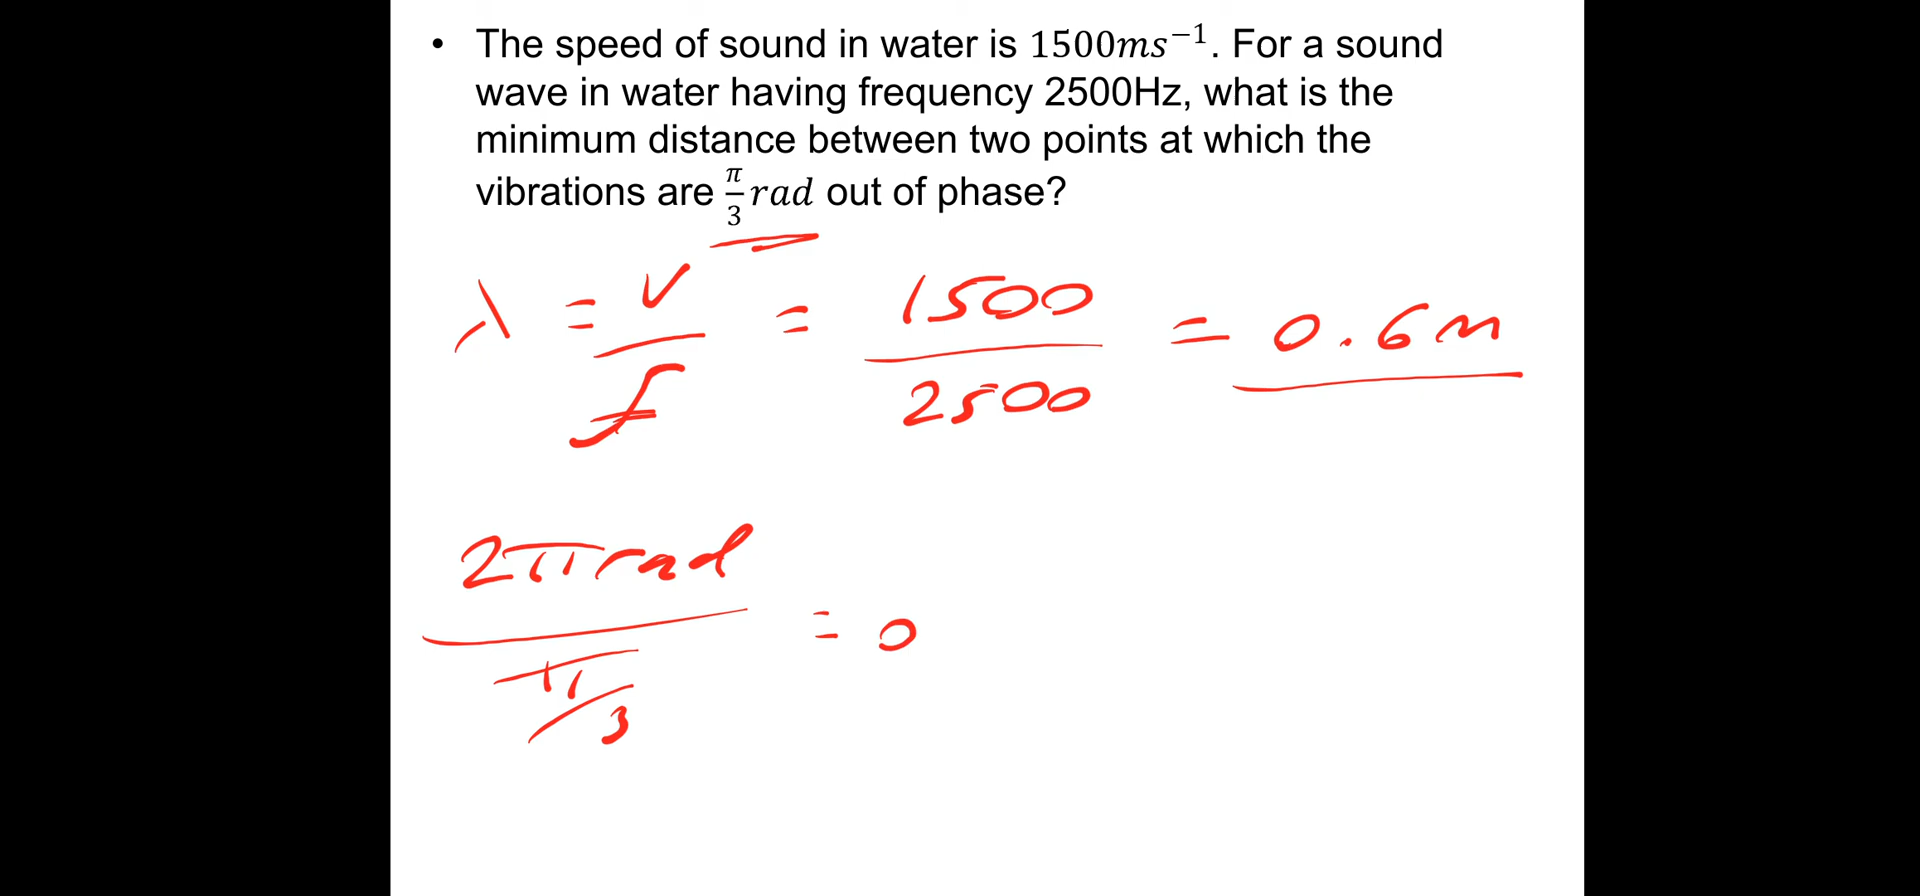 • The speed of sound in water is 1500ms⁻¹. For a sound
wave in water having frequency 2500Hz, what is the
minimum distance between two points at which the
vibrations are π/3 rad out of phase?
λ = v/f = 1500/2500 = 0.6m
2π rad / π/3 = 0